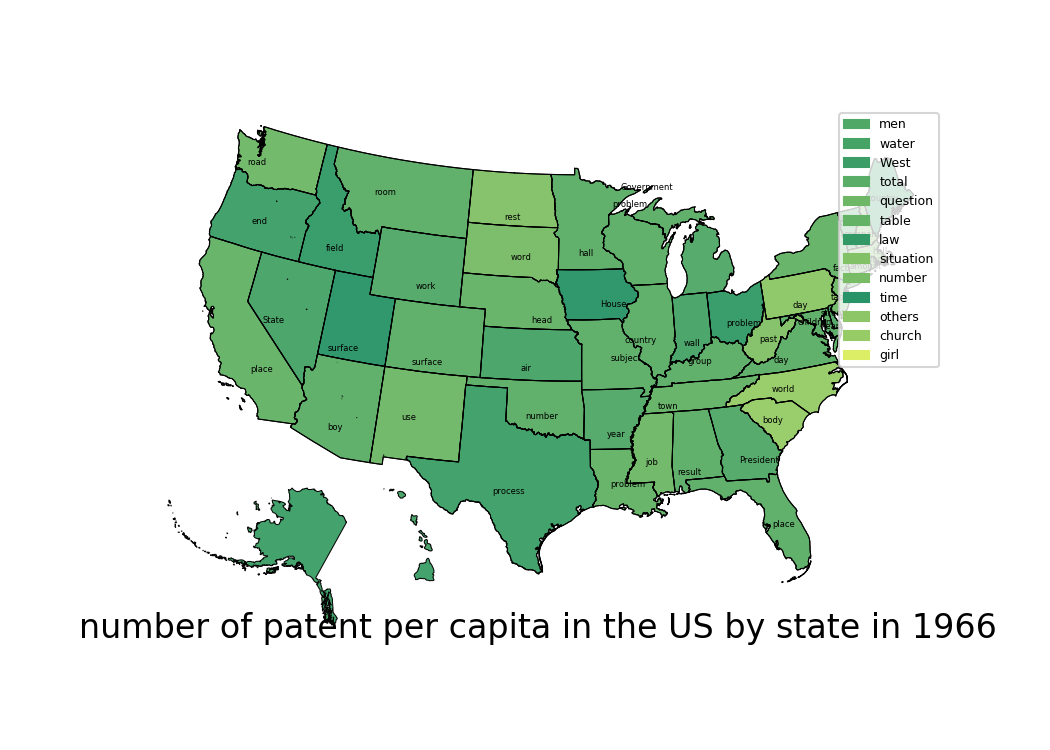 men
water
West
total
question
table
law
situation
number
time
others
church
girl
road
room
Government
problem
rest
end
field
word
hall
work
State
House
day
head
problem
surface
surface
country
wall
past
place
air
subject
group
day
world
use
number
town
body
boy
year
job
result
President
process
problem
place
number of patent per capita in the US by state in 1966